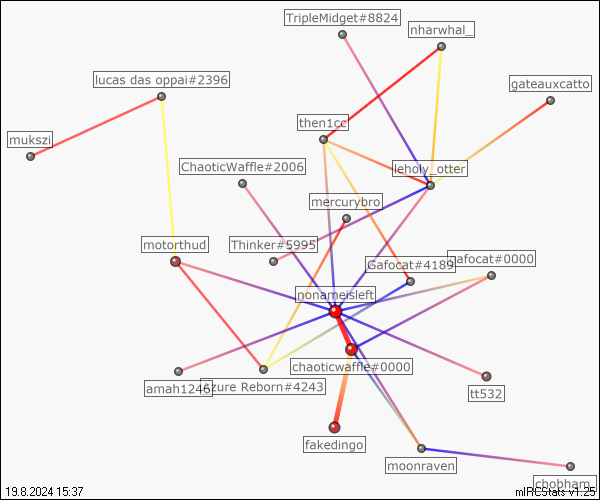 TripleMidget#8824
nharwhal_
lucas das oppai#2396
gateauxcatto
then1cc
mukszi
ChaoticWaffle#2006
leholy_otter
mercurybro
motorthud
Thinker#5995
Gafocat#4189
gafocat#0000
nonameisleft
chaoticwaffle#0000
amah1246
zure Reborn#4243
tt532
fakedingo
moonraven
chobham
19.8.2024 15:37
mIRCStats v1.25